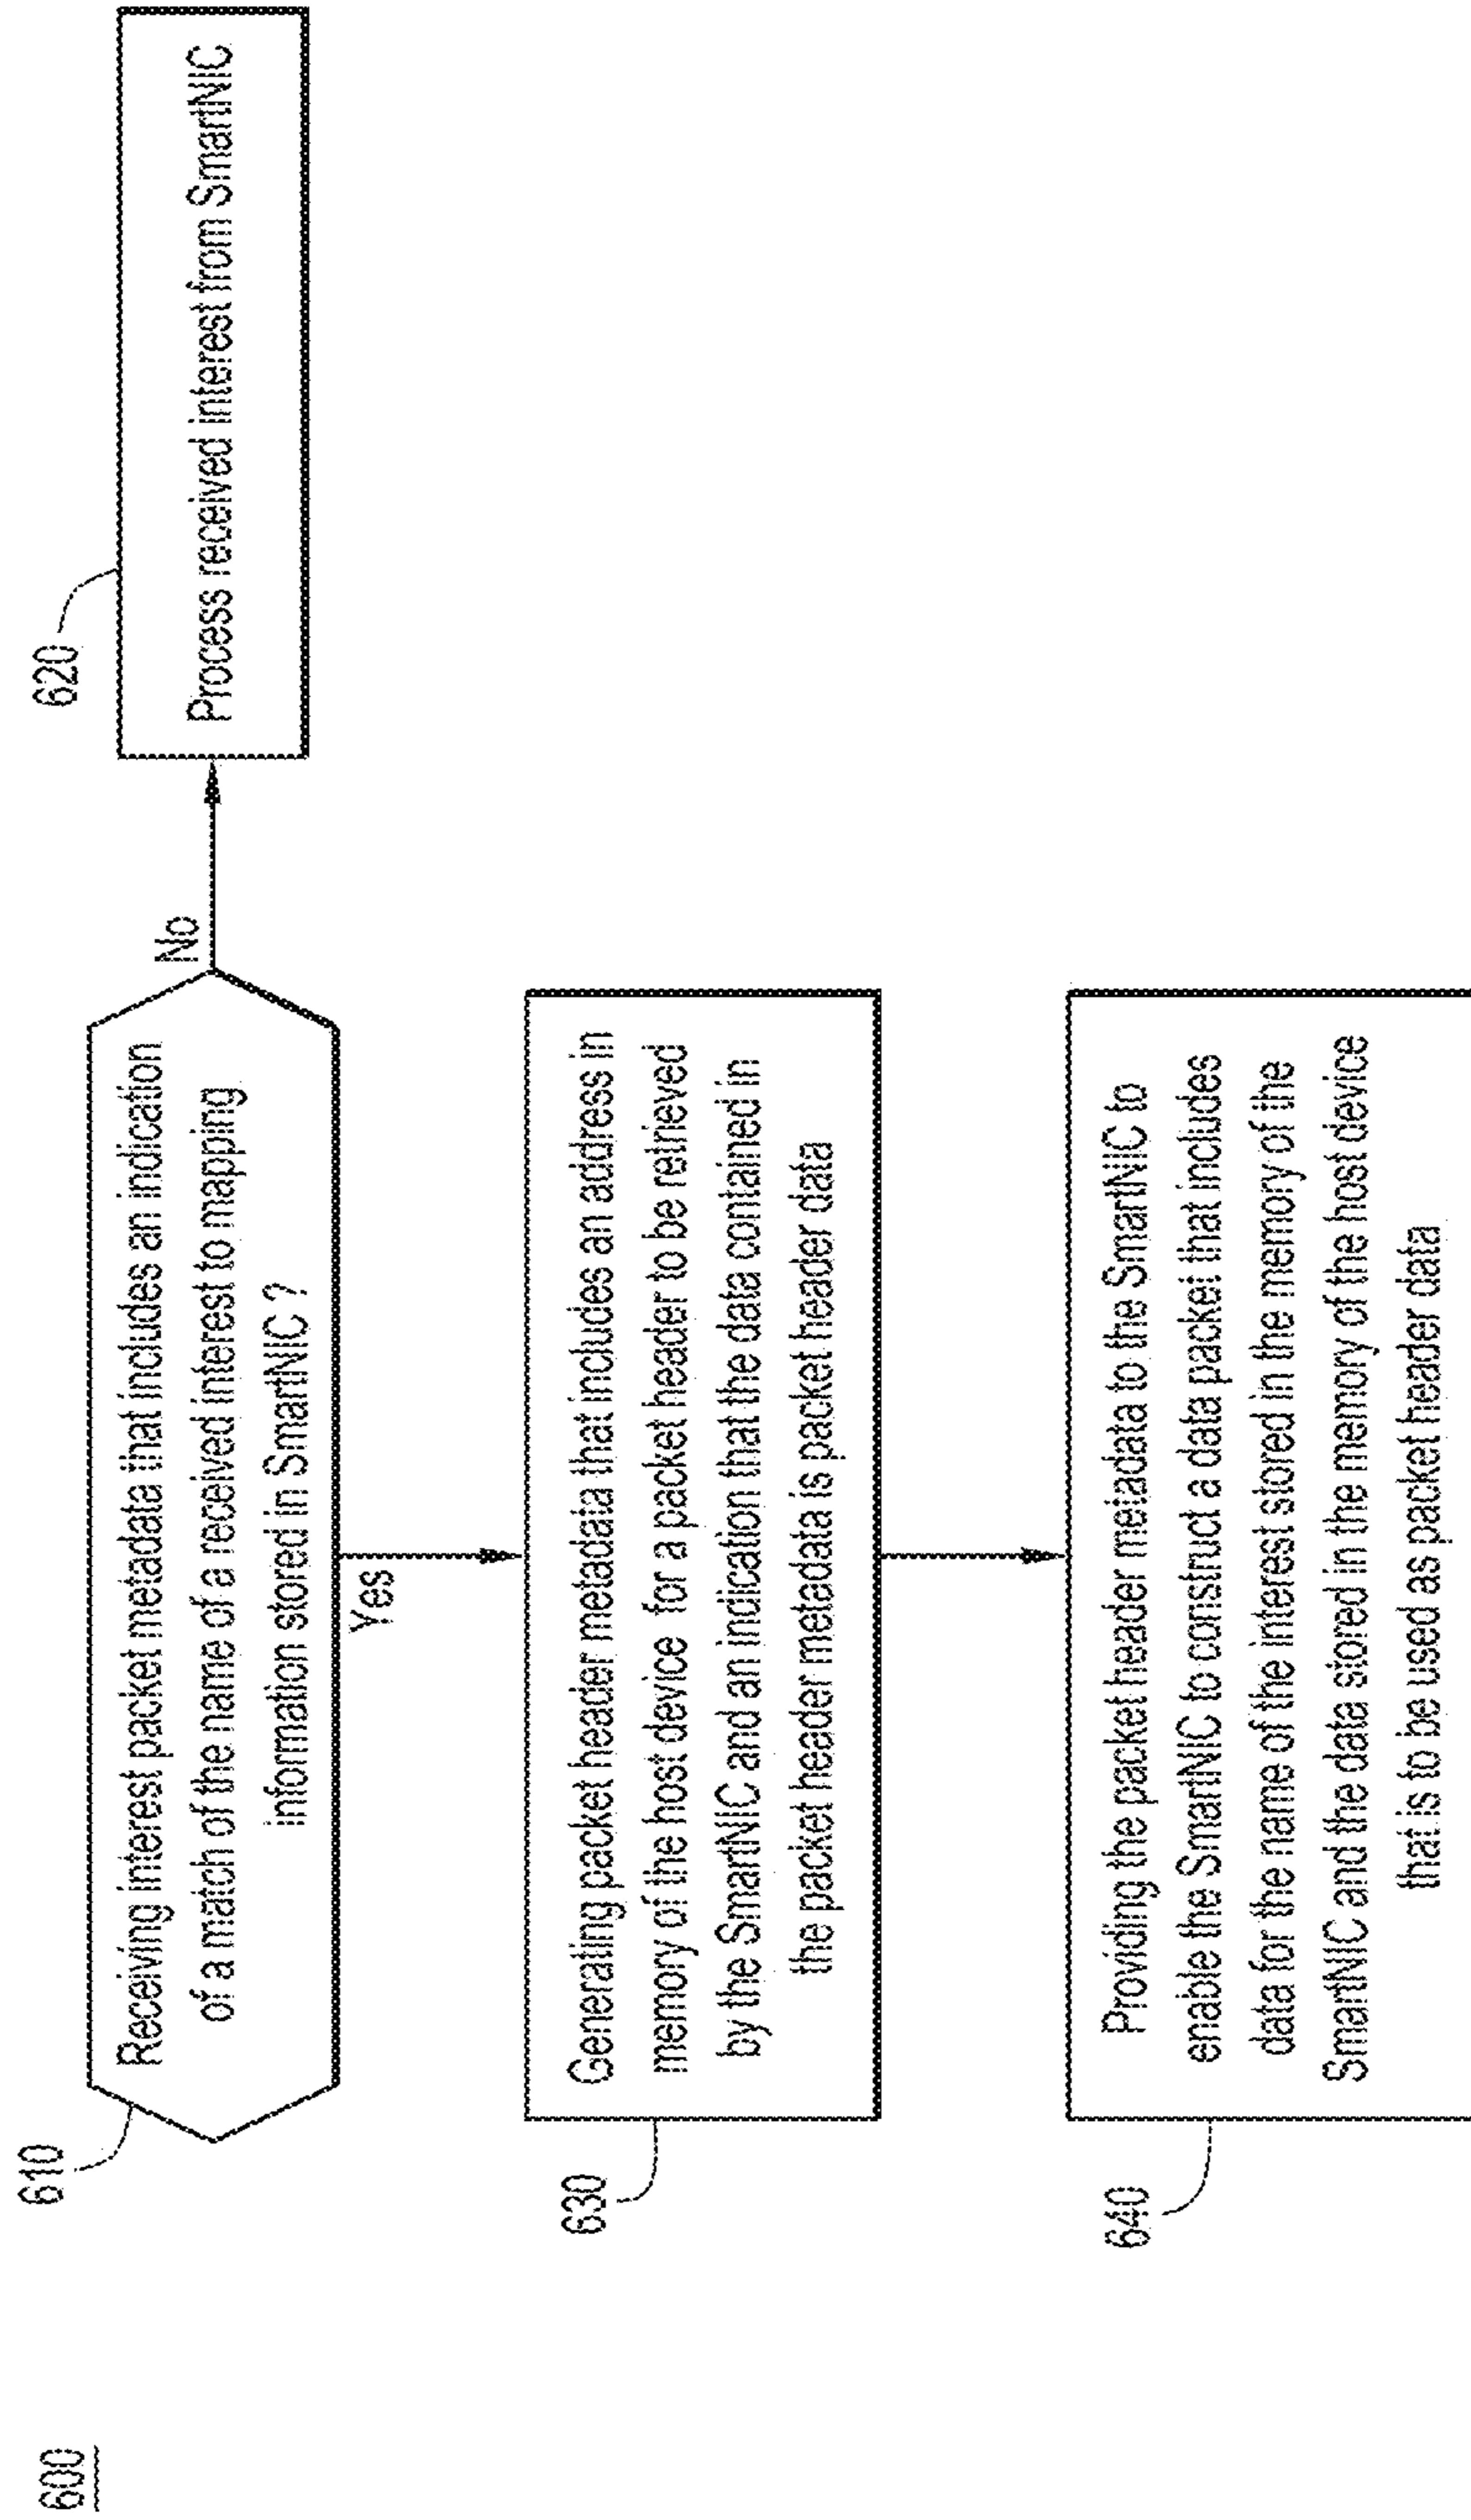 600
610
Receiving interest packet metadata that includes an indication
of a match of the name of a received interest to mapping
information stored in SmartNIC ?
No
620
Process received interest from SmartNIC
Yes
630
Generating packet header metadata that includes an address in
memory of the host device for a packet header to be retrieved
by the SmartNIC and an indication that the data contained in
the packet header metadata is packet header data
640
Providing the packet header metadata to the SmartNIC to
enable the SmartNIC to construct a data packet that includes
data for the name of the interest stored in the memory of the
SmartNIC and the data stored in the memory of the host device
that is to be used as packet header data